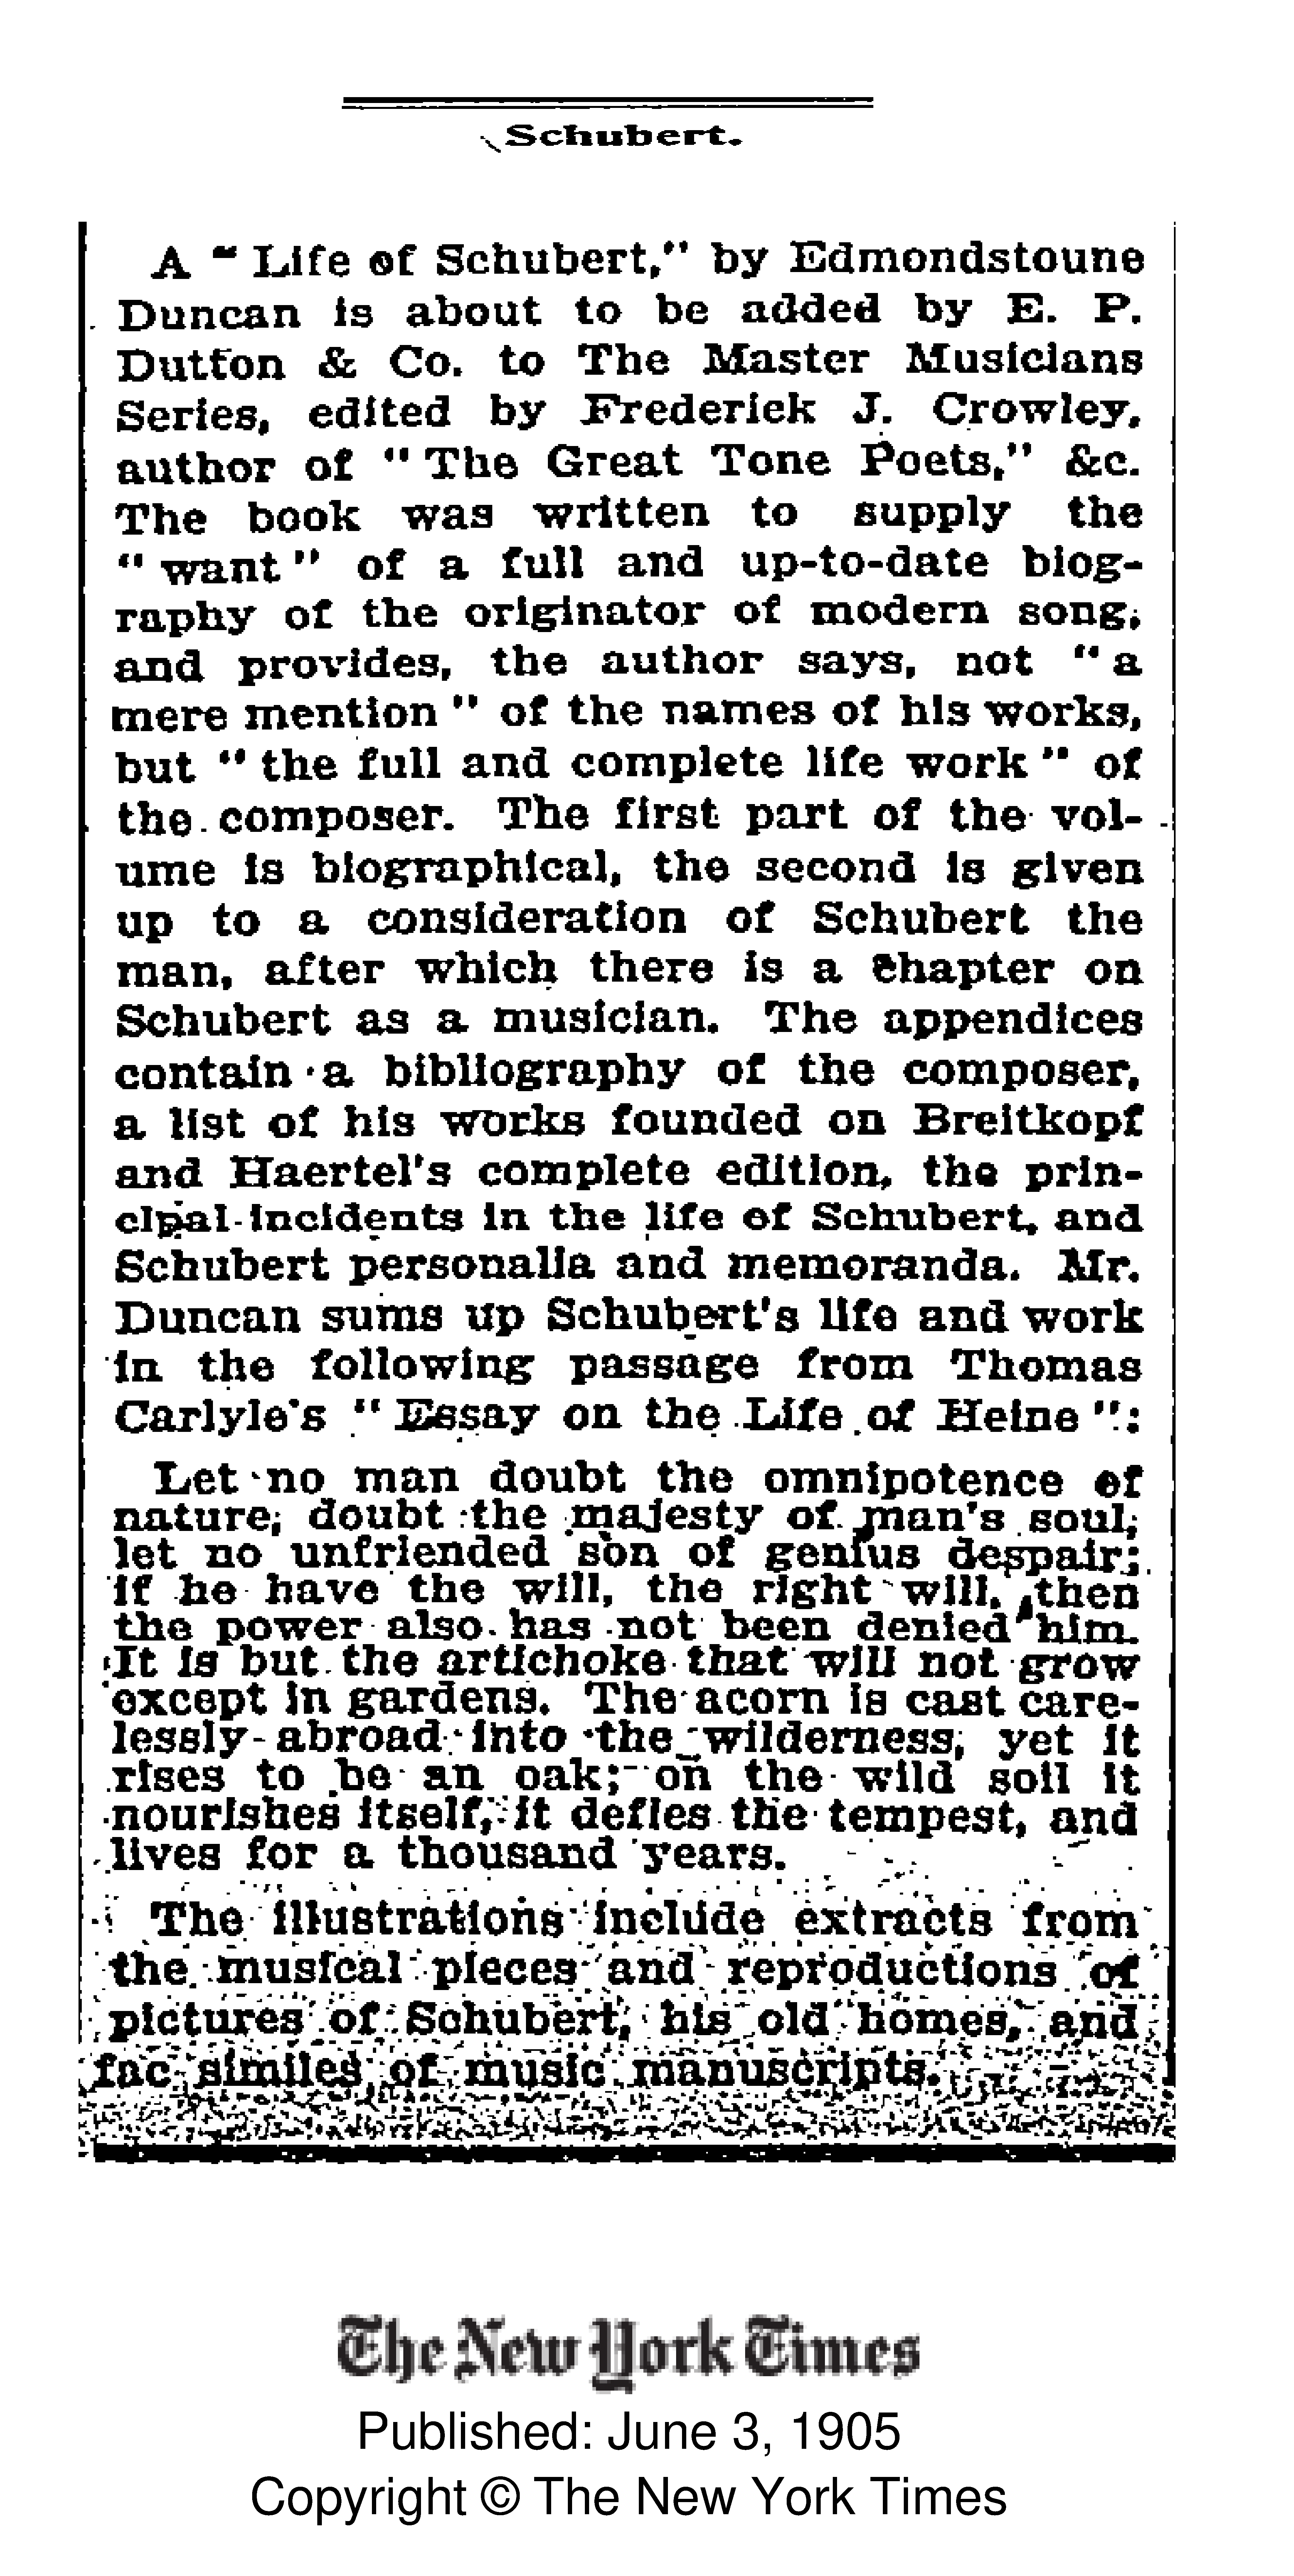 Schubert.
A " Life of Schubert," by Edmondstoune
Duncan is about to be added by E. P.
Dutton & Co. to The Master Musicians
Series, edited by Frederick J. Crowley,
author of " The Great Tone Poets," &c.
The book was written to supply the
" want " of a full and up-to-date biog-
raphy of the originator of modern song,
and provides, the author says, not " a
mere mention " of the names of his works,
but " the full and complete life work " of
the composer. The first part of the vol-
ume is biographical, the second is given
up to a consideration of Schubert the
man, after which there is a chapter on
Schubert as a musician. The appendices
contain a bibliography of the composer,
a list of his works founded on Breitkopf
and Haertel's complete edition, the prin-
cipal incidents in the life of Schubert, and
Schubert personalia and memoranda. Mr.
Duncan sums up Schubert's life and work
in the following passage from Thomas
Carlyle's " Essay on the Life of Heine ":
Let no man doubt the omnipotence of
nature, doubt the majesty of man's soul;
let no unfriended son of genius despair;
if he have the will, the right will, then
the power also has not been denied him.
It is but the artichoke that will not grow
except in gardens. The acorn is cast care-
lessly abroad into the wilderness, yet it
rises to be an oak; on the wild soil it
nourishes itself, it defies the tempest, and
lives for a thousand years.
The illustrations include extracts from
the musical pieces and reproductions of
pictures of Schubert, his old homes, and
fac similes of music manuscripts.
The New York Times
Published: June 3, 1905
Copyright © The New York Times